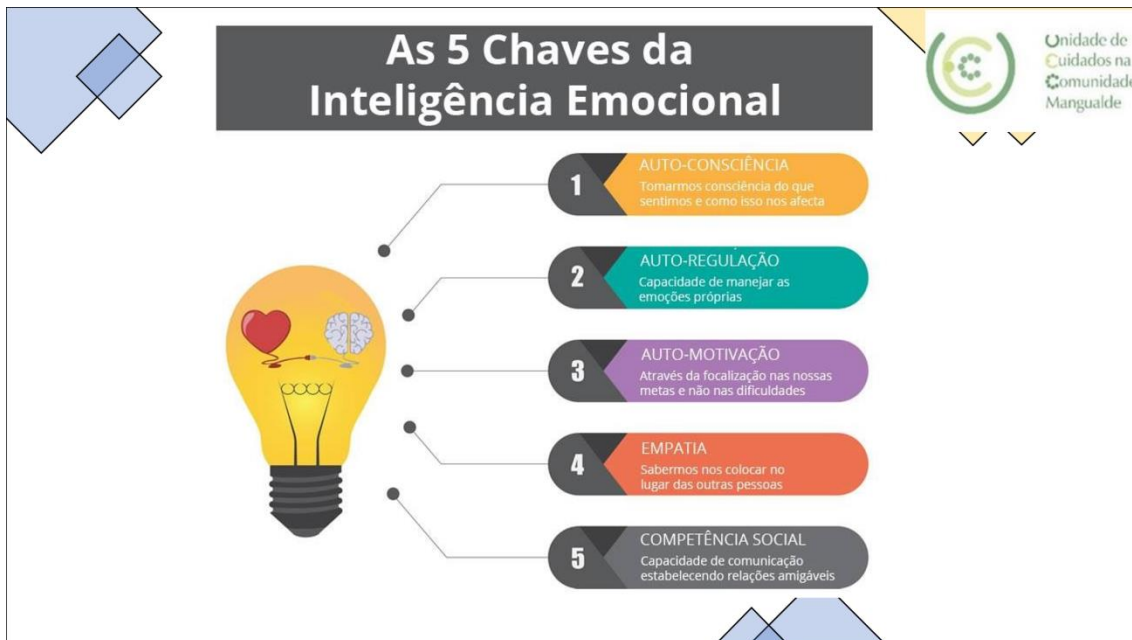 As 5 Chaves da
Inteligência Emocional
Unidade de
Cuidados na
Comunidade
Mangualde
1
AUTO-CONSCIÊNCIA
Tomarmos consciência do que
sentimos e como isso nos afecta
2
AUTO-REGULAÇÃO
Capacidade de manejar as
emoções próprias
3
AUTO-MOTIVAÇÃO
Através da focalização nas nossas
metas e não nas dificuldades
4
EMPATIA
Sabermos nos colocar no
lugar das outras pessoas
5
COMPETÊNCIA SOCIAL
Capacidade de comunicação
estabelecendo relações amigáveis